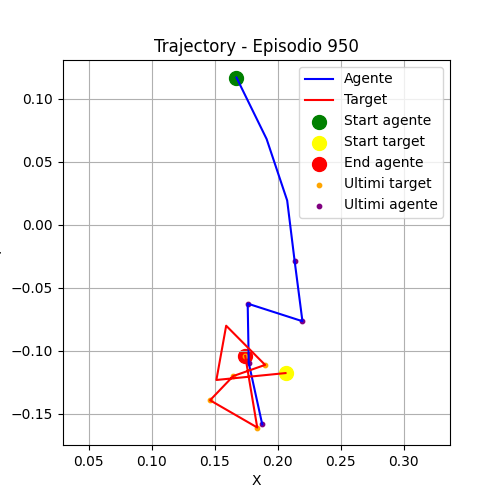 Trajectory - Episodio 950
Agente
Target
Start agente
Start target
End agente
Ultimi target
Ultimi agente
0.10
0.05
0.00
−0.05
−0.10
−0.15
0.05 0.10 0.15 0.20 0.25 0.30
X